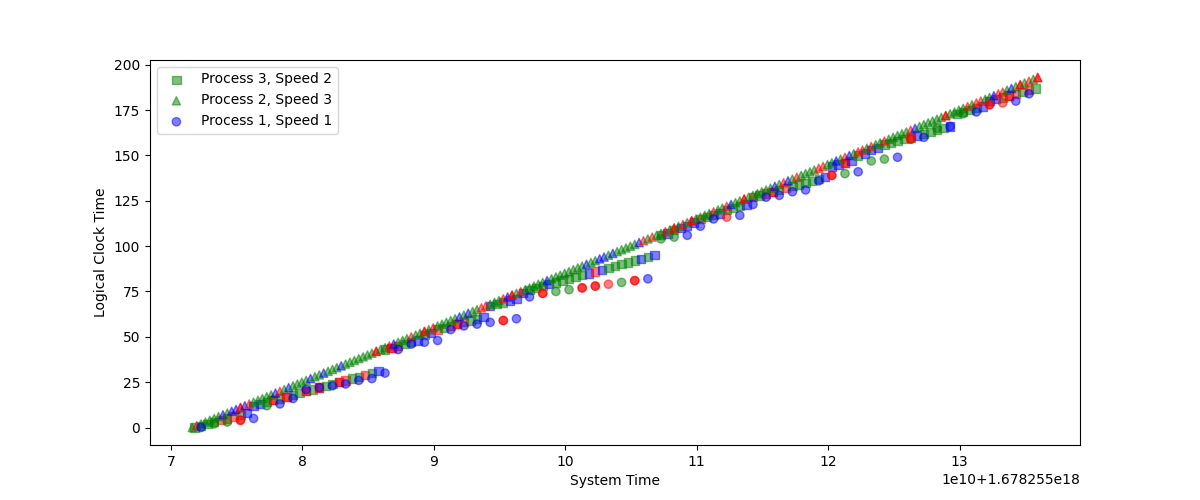 200
175
150
125
100
75
50
25
0
Logical Clock Time
Process 3, Speed 2
Process 2, Speed 3
Process 1, Speed 1
7 8 9 10 11 12 13
System Time
1e10+1.678255e18